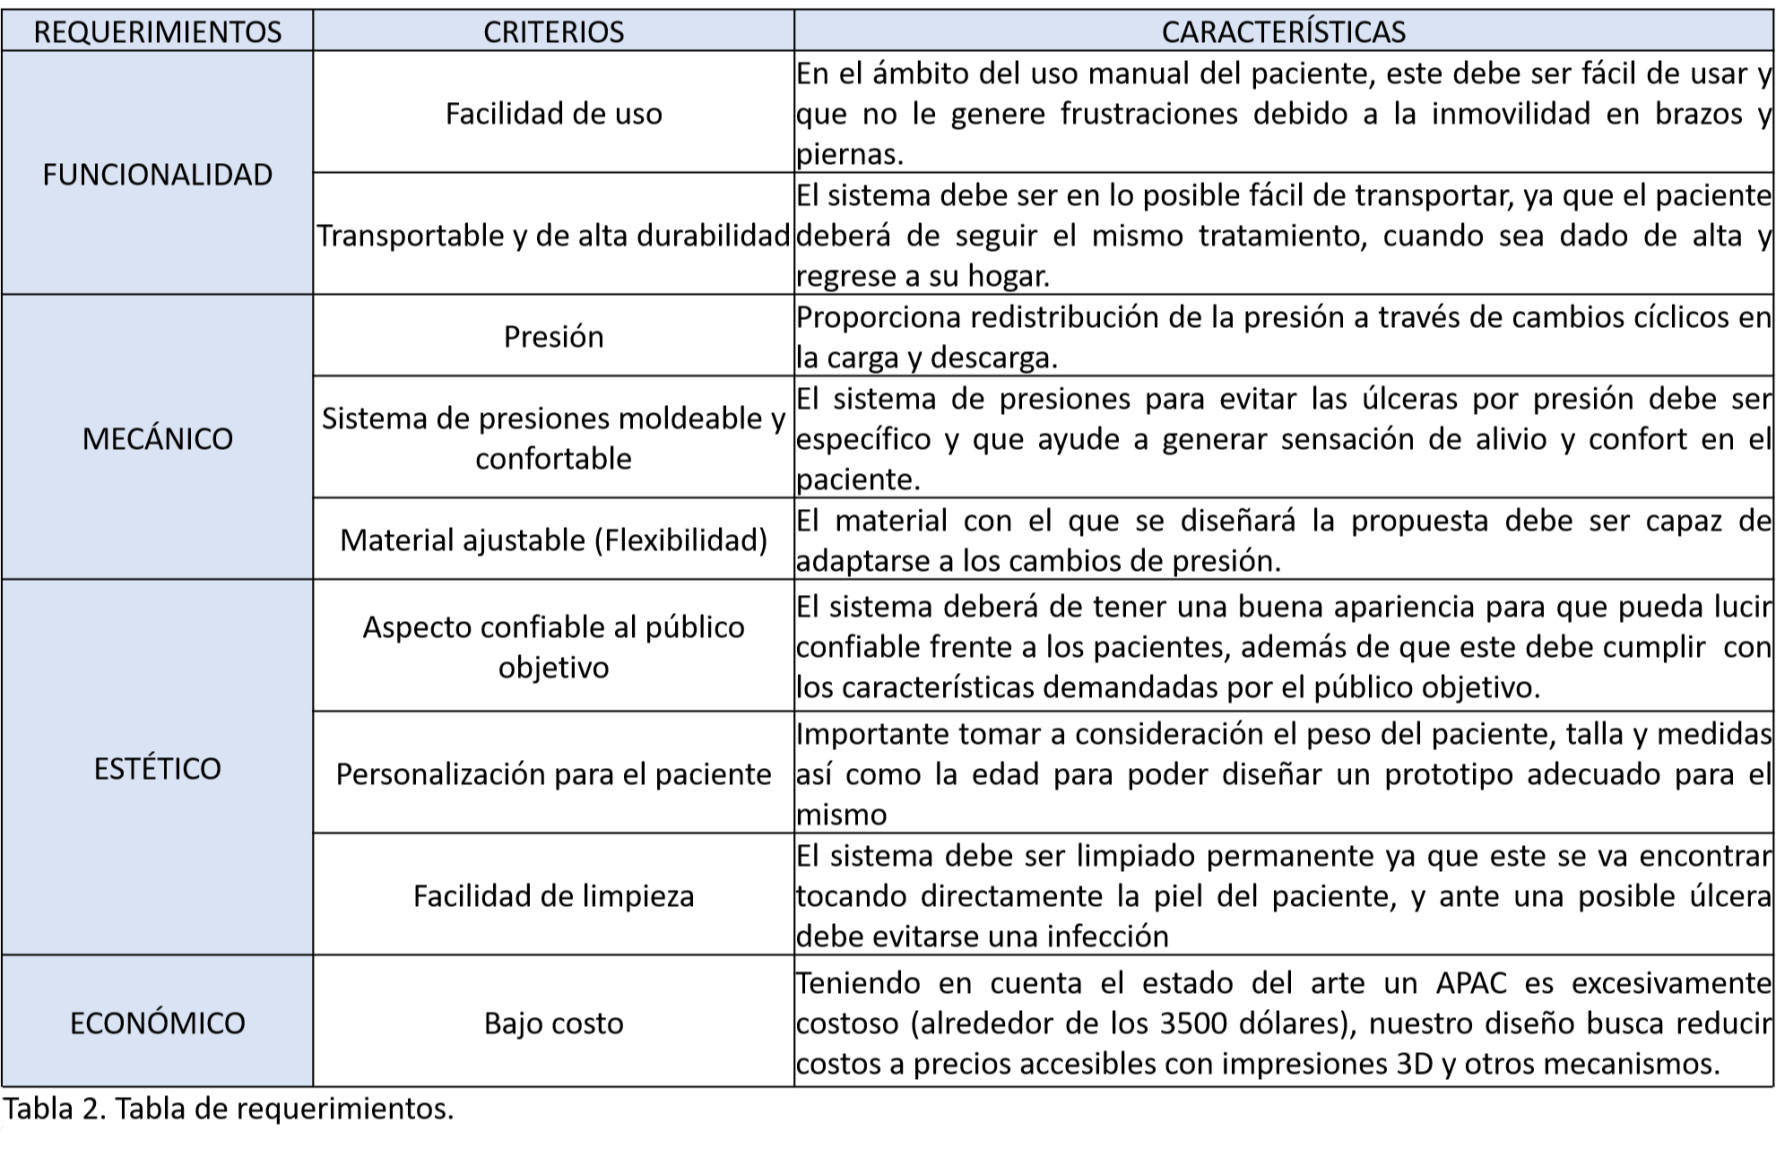 REQUERIMIENTOS CRITERIOS CARACTERÍSTICAS
FUNCIONALIDAD
Facilidad de uso
En el ámbito del uso manual del paciente, este debe ser fácil de usar y
que no le genere frustraciones debido a la inmovilidad en brazos y
piernas.
Transportable y de alta durabilidad
El sistema debe ser en lo posible fácil de transportar, ya que el paciente
deberá de seguir el mismo tratamiento, cuando sea dado de alta y
regrese a su hogar.
MECÁNICO
Presión
Proporciona redistribución de la presión a través de cambios cíclicos en
la carga y descarga.
Sistema de presiones moldeable y
confortable
El sistema de presiones para evitar las úlceras por presión debe ser
específico y que ayude a generar sensación de alivio y confort en el
paciente.
Material ajustable (Flexibilidad)
El material con el que se diseñará la propuesta debe ser capaz de
adaptarse a los cambios de presión.
ESTÉTICO
Aspecto confiable al público
objetivo
El sistema deberá de tener una buena apariencia para que pueda lucir
confiable frente a los pacientes, además de que este debe cumplir con
los características demandadas por el público objetivo.
Personalización para el paciente
Importante tomar a consideración el peso del paciente, talla y medidas
así como la edad para poder diseñar un prototipo adecuado para el
mismo
Facilidad de limpieza
El sistema debe ser limpiado permanente ya que este se va encontrar
tocando directamente la piel del paciente, y ante una posible úlcera
debe evitarse una infección
ECONÓMICO
Bajo costo
Teniendo en cuenta el estado del arte un APAC es excesivamente
costoso (alrededor de los 3500 dólares), nuestro diseño busca reducir
costos a precios accesibles con impresiones 3D y otros mecanismos.
Tabla 2. Tabla de requerimientos.